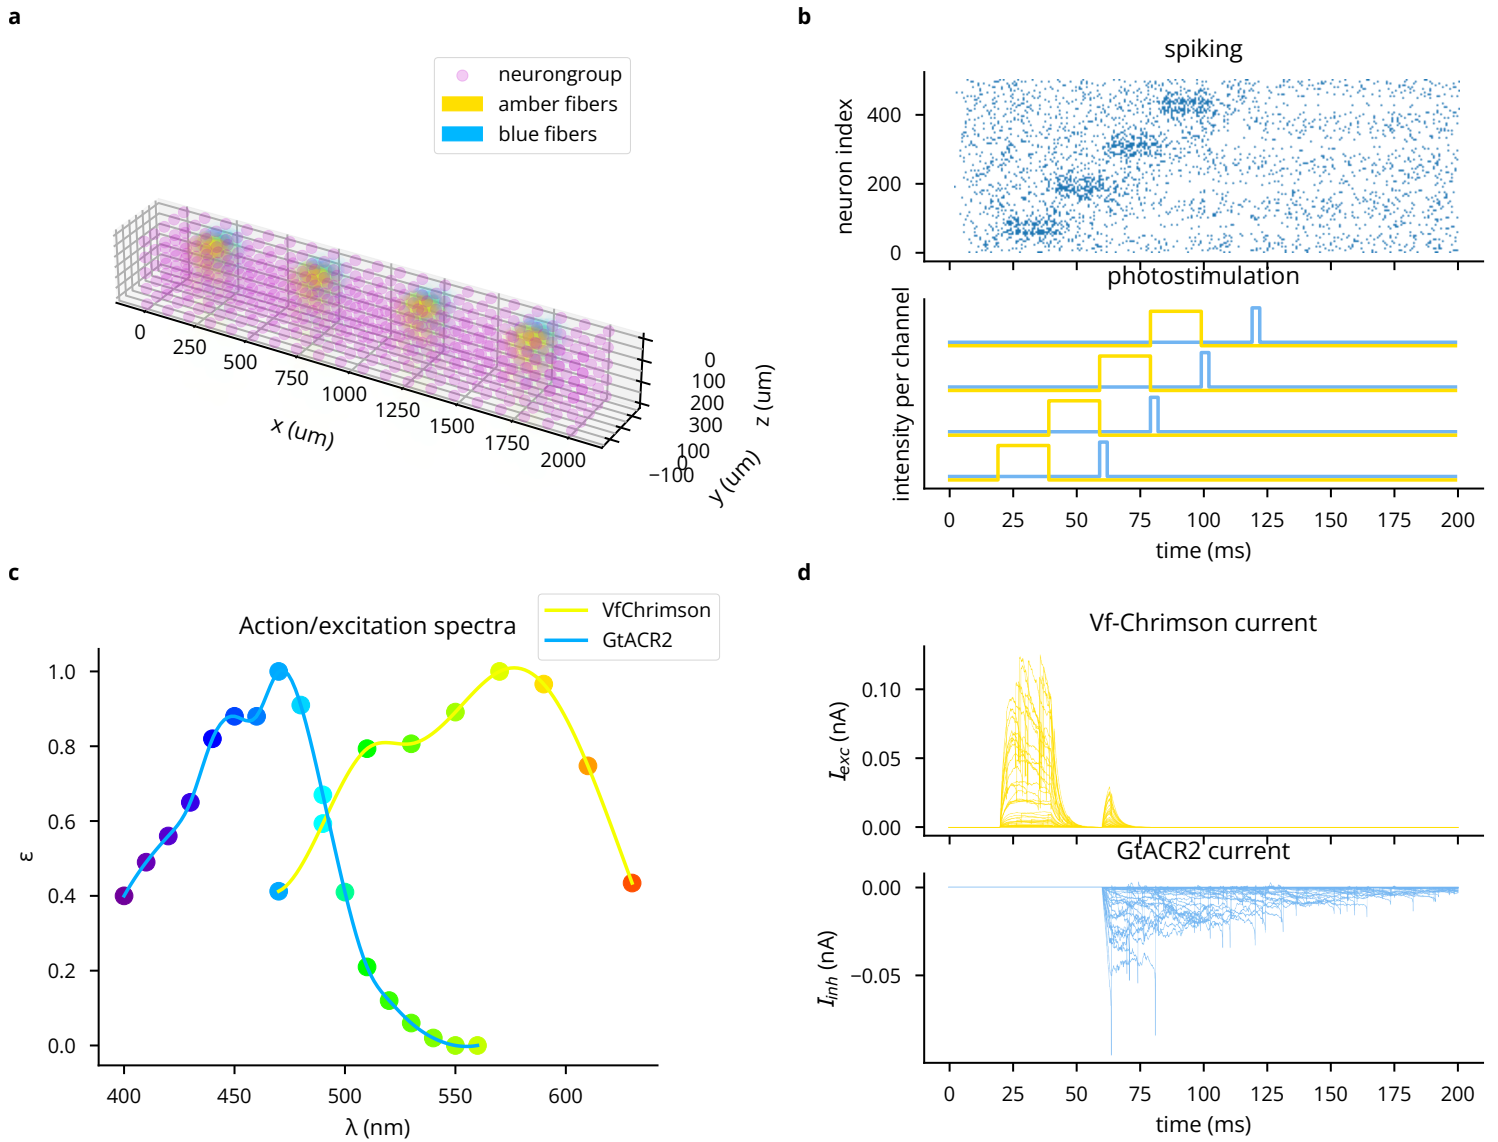 a
neurongroup
amber fibers
blue fibers
0
250
500
750
1000
1250
1500
1750
2000
x (um)
0
100
200
300
z (um)
100
0
−100
y (um)
b
spiking
400
200
0
neuron index
photostimulation
intensity per channel
0 25 50 75 100 125 150 175 200
time (ms)
c
VfChrimson
GtACR2
Action/excitation spectra
1.0
0.8
0.6
0.4
0.2
0.0
ε
400 450 500 550 600
λ (nm)
d
Vf-Chrimson current
0.10
0.05
0.00
I_exc (nA)
GtACR2 current
0.00
−0.05
I_inh (nA)
0 25 50 75 100 125 150 175 200
time (ms)